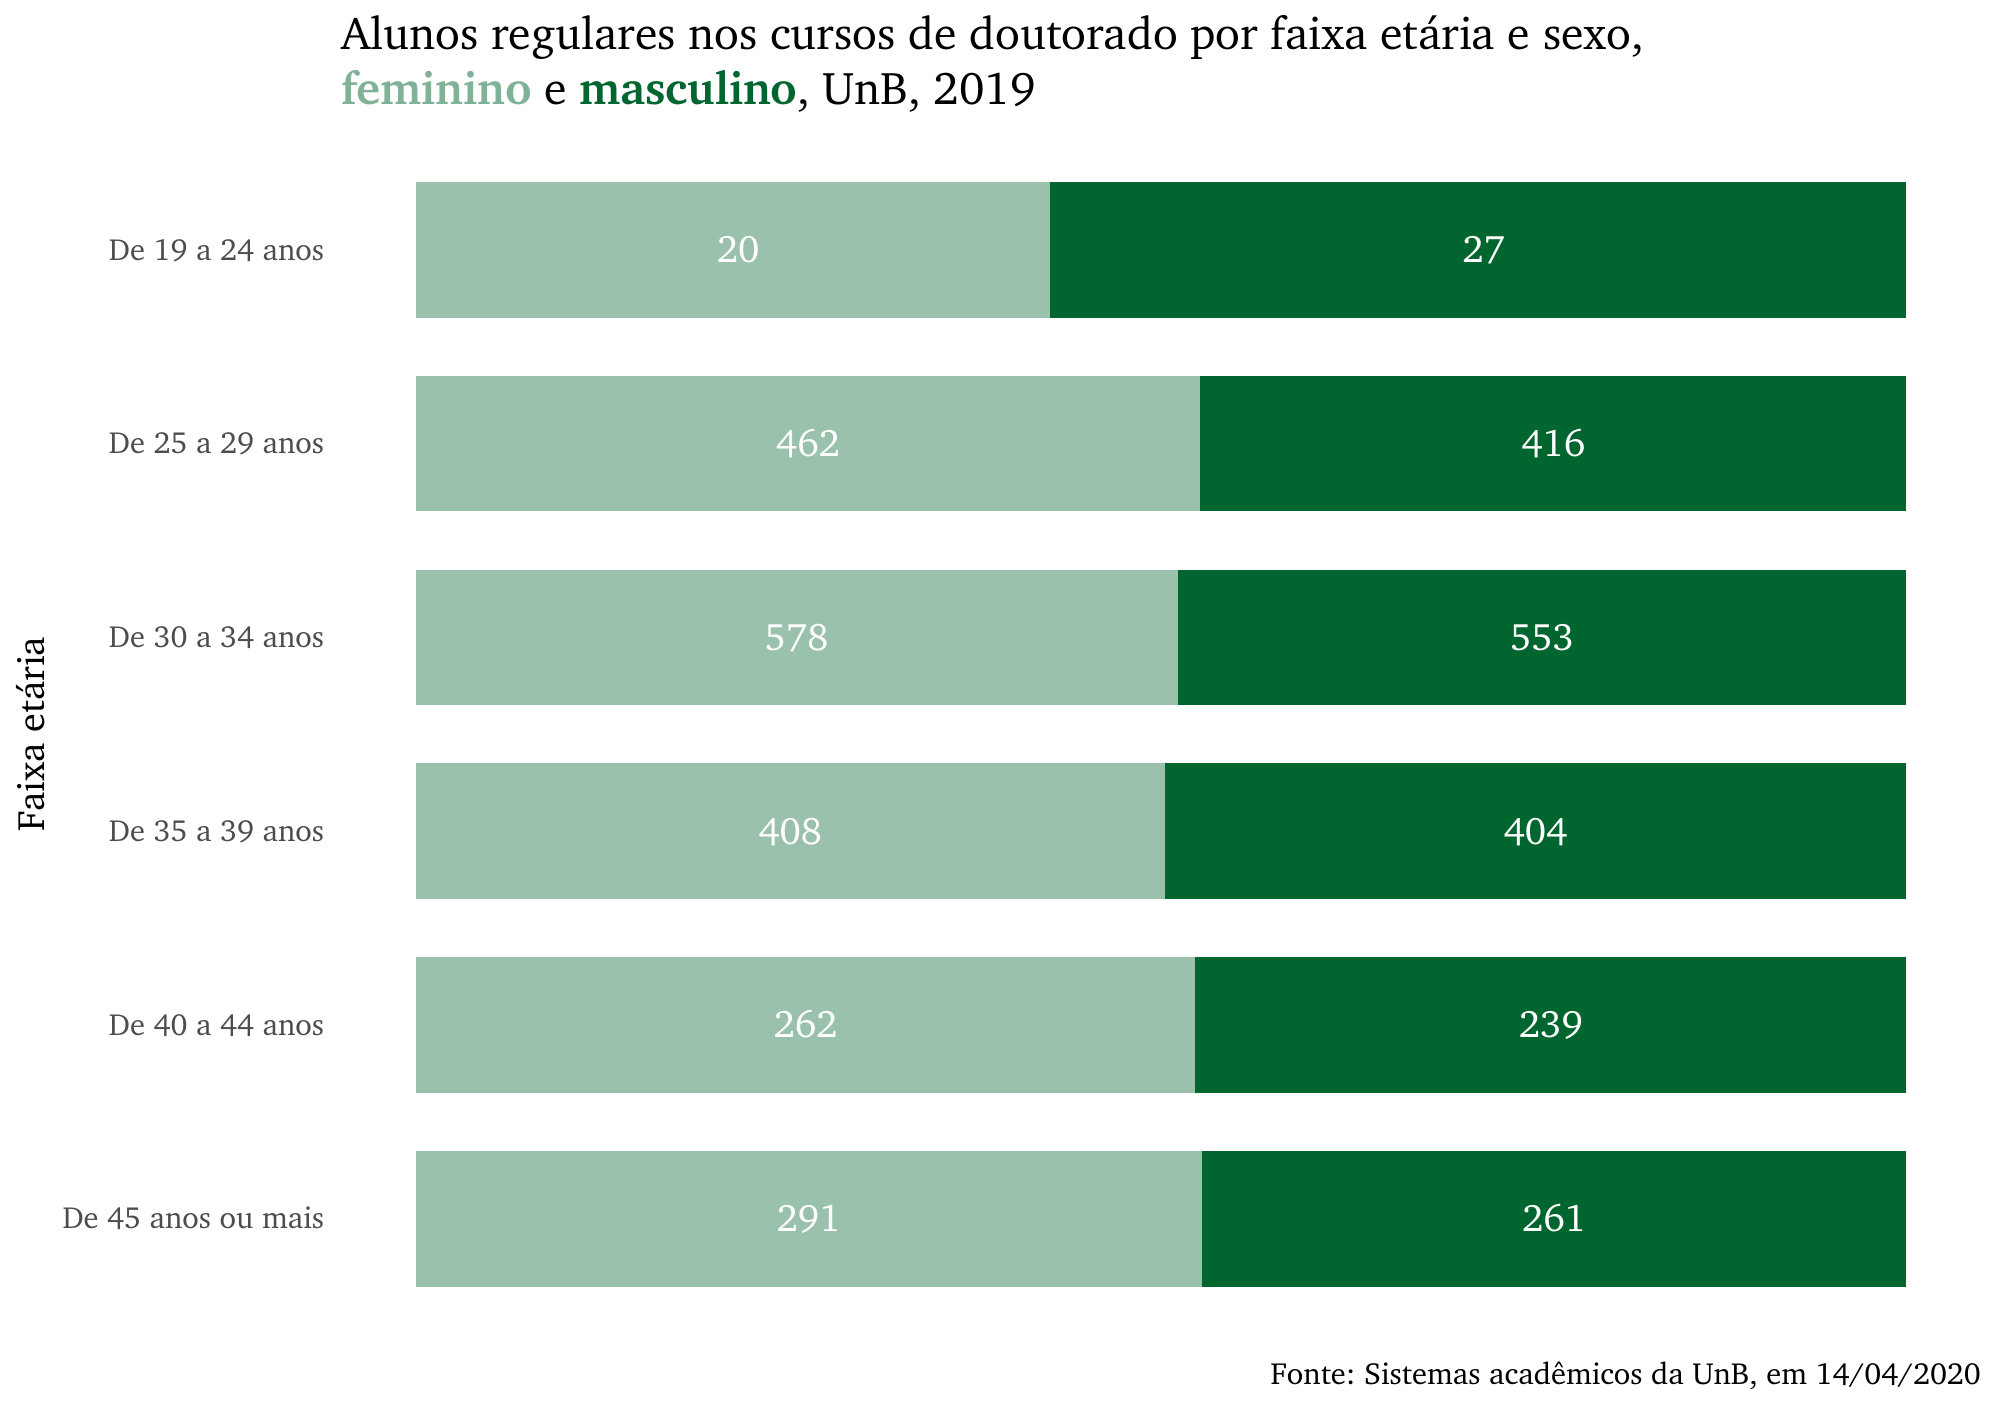 Alunos regulares nos cursos de doutorado por faixa etária e sexo,
feminino e masculino, UnB, 2019
Faixa etária
De 19 a 24 anos 20 27
De 25 a 29 anos 462 416
De 30 a 34 anos 578 553
De 35 a 39 anos 408 404
De 40 a 44 anos 262 239
De 45 anos ou mais 291 261
Fonte: Sistemas acadêmicos da UnB, em 14/04/2020